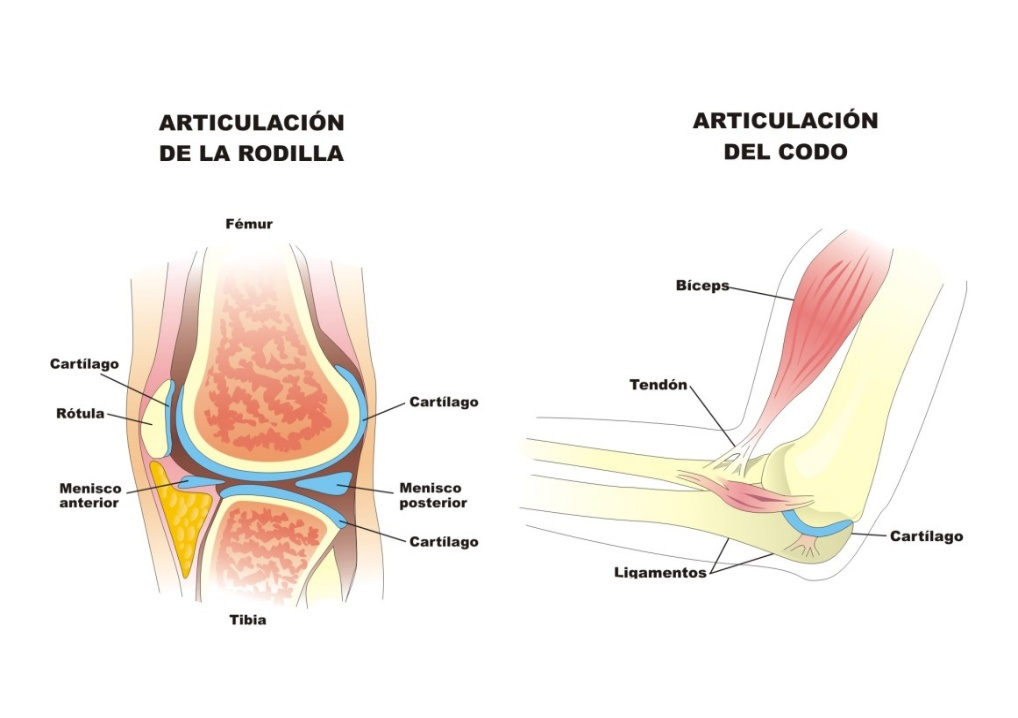 ARTICULACIÓN
DE LA RODILLA
Fémur
Cartílago
Rótula
Menisco
anterior
Cartílago
Menisco
posterior
Cartílago
Tibia
ARTICULACIÓN
DEL CODO
Bíceps
Tendón
Ligamentos
Cartílago